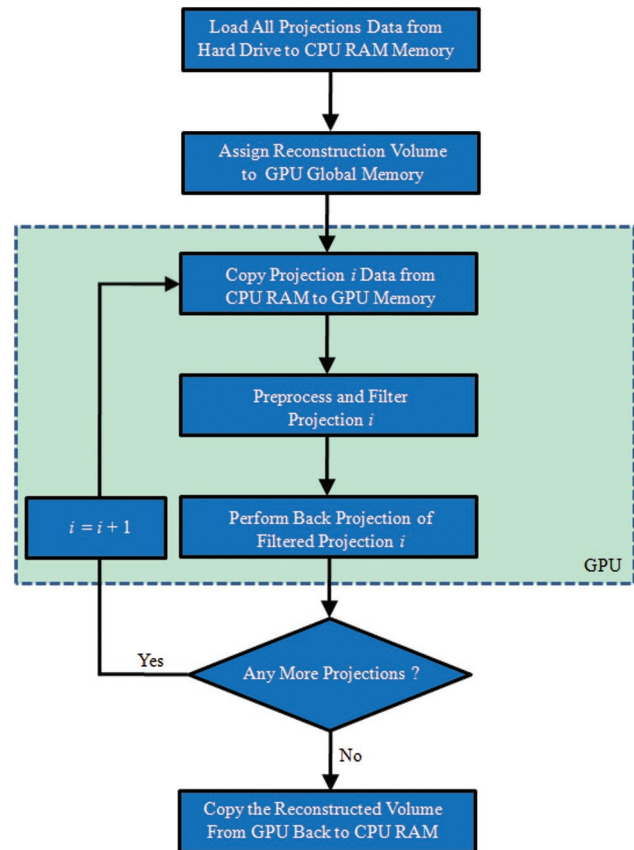 Load All Projections Data from
Hard Drive to CPU RAM Memory
Assign Reconstruction Volume
to GPU Global Memory
Copy Projection i Data from
CPU RAM to GPU Memory
Preprocess and Filter
Projection i
i = i + 1
Perform Back Projection of
Filtered Projection i
GPU
Yes
Any More Projections ?
No
Copy the Reconstructed Volume
From GPU Back to CPU RAM